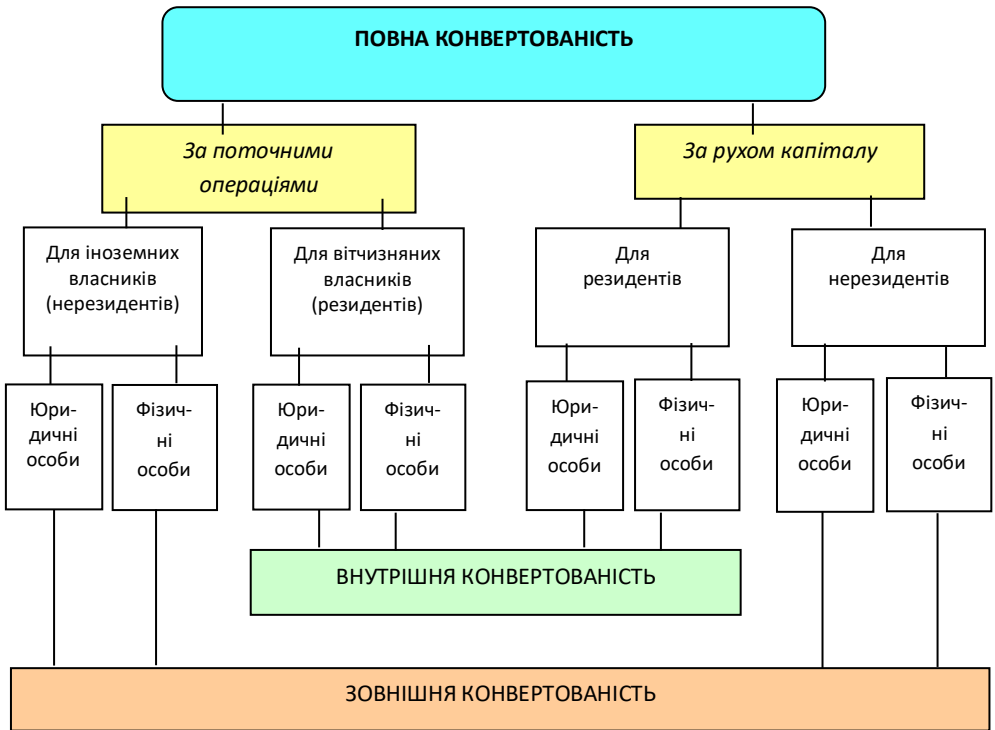 ПОВНА КОНВЕРТОВАНІСТЬ
За поточними
операціями
За рухом капіталу
Для іноземних
власників
(нерезидентів)
Для вітчизняних
власників
(резидентів)
Для
резидентів
Для
нерезидентів
Юри-
дичні
особи
Фізич-
ні
особи
Юри-
дичні
особи
Фізич-
ні
особи
Юри-
дичні
особи
Фізич-
ні
особи
Юри-
дичні
особи
Фізич-
ні
особи
ВНУТРІШНЯ КОНВЕРТОВАНІСТЬ
ЗОВНІШНЯ КОНВЕРТОВАНІСТЬ